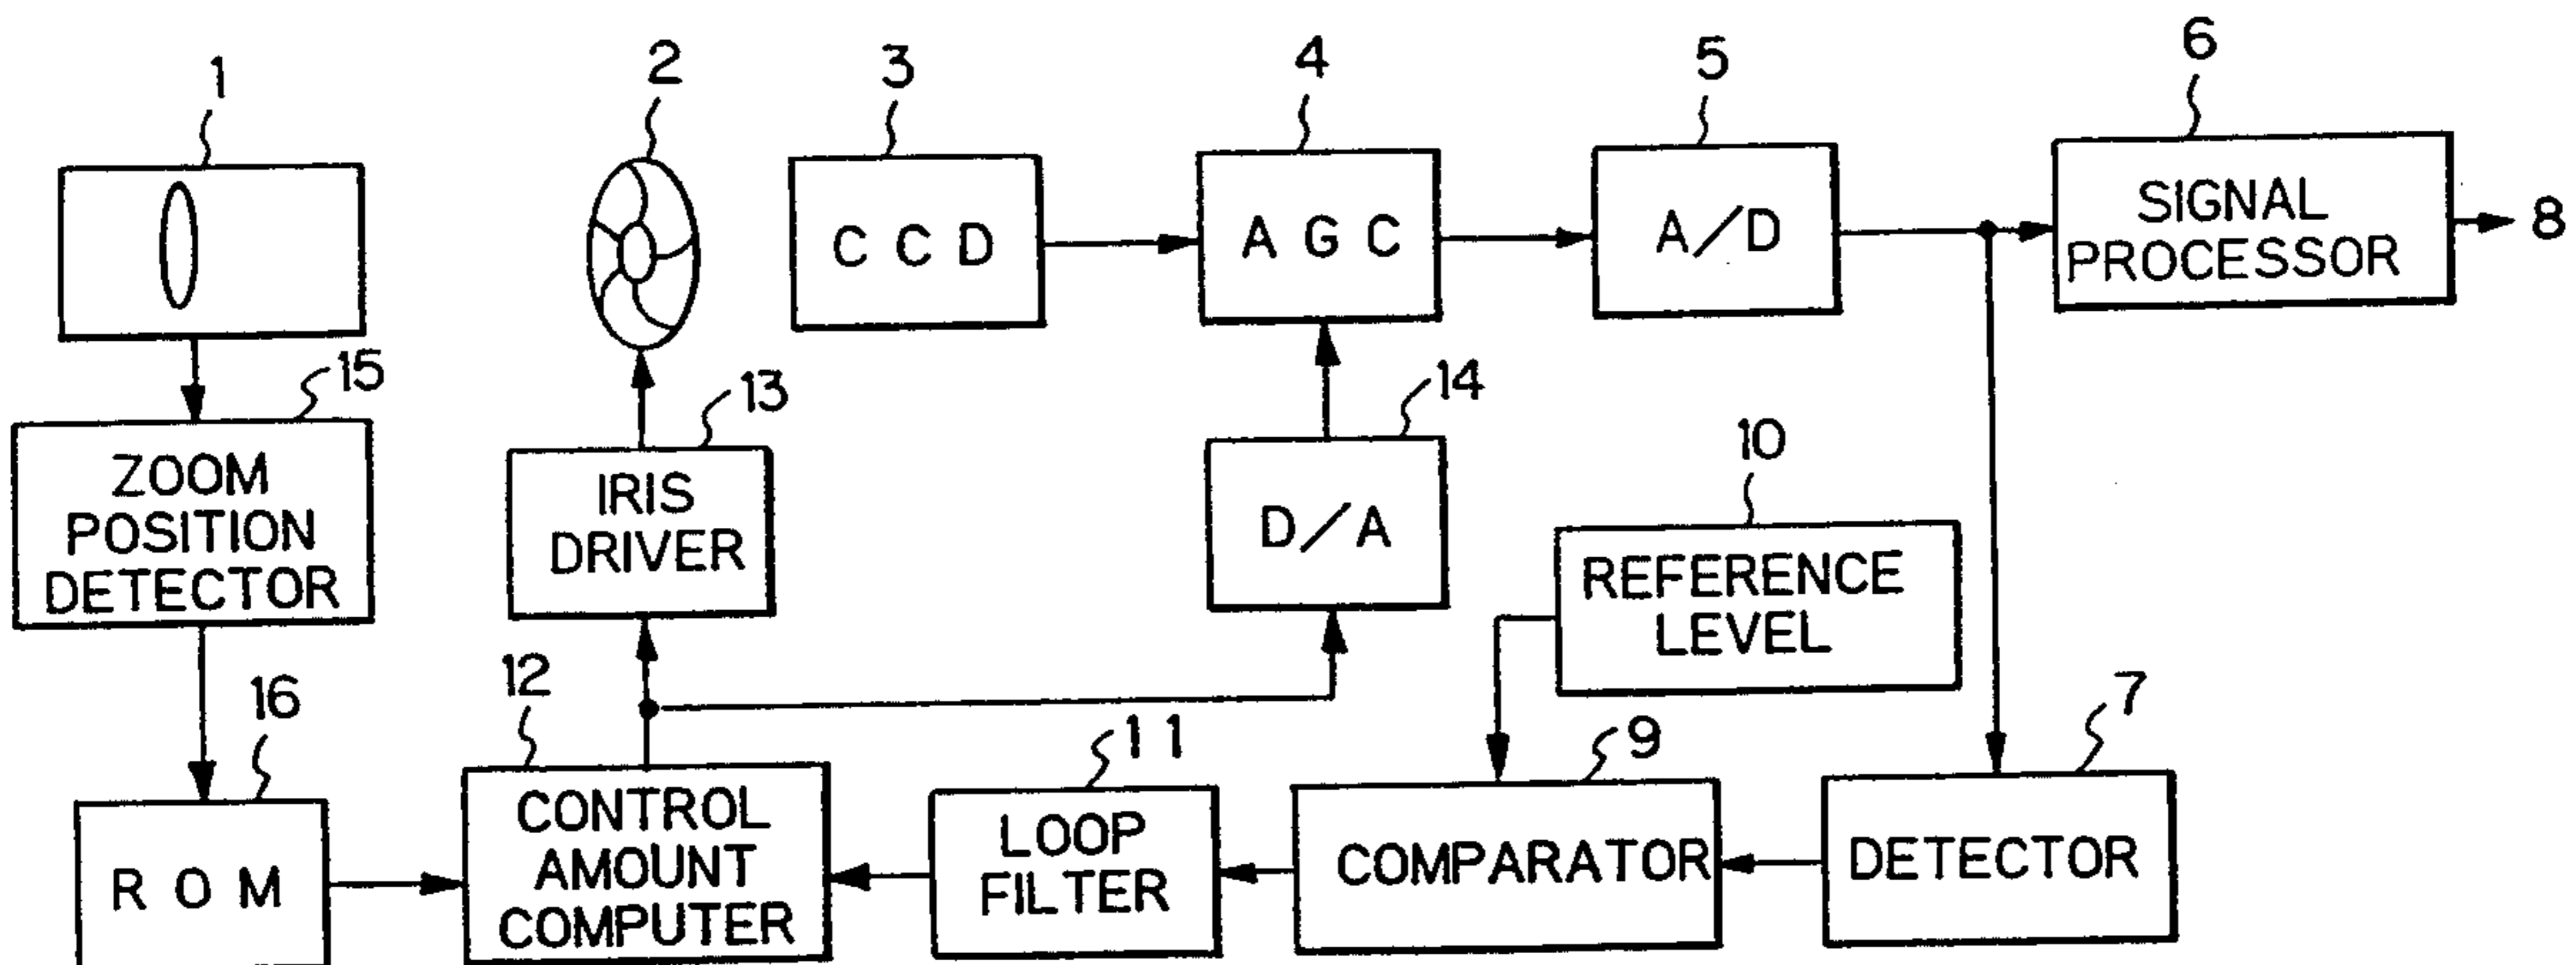 1
2
3
4
5
6
C C D
A G C
A/D
SIGNAL
PROCESSOR
8
15
13
14
10
ZOOM
POSITION
DETECTOR
IRIS
DRIVER
D/A
REFERENCE
LEVEL
16
12
11
9
7
R O M
CONTROL
AMOUNT
COMPUTER
LOOP
FILTER
COMPARATOR
DETECTOR